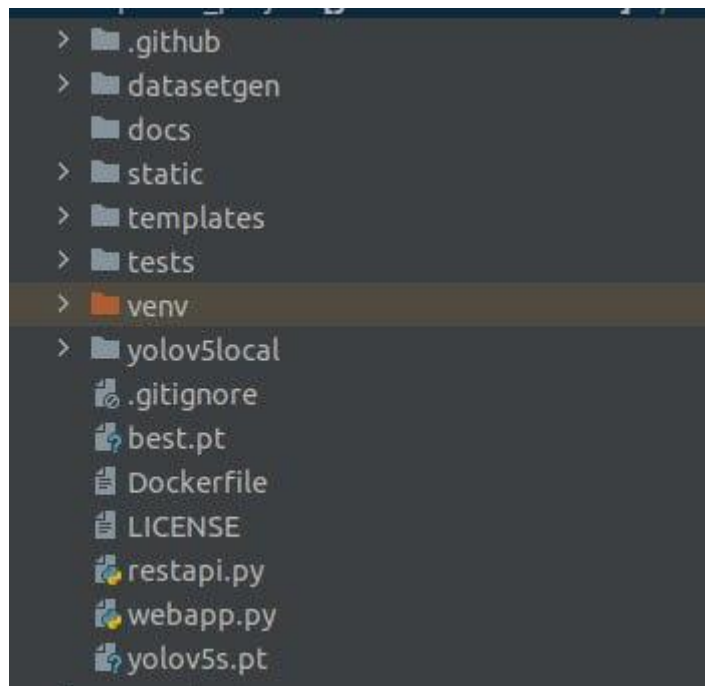 .github
datasetgen
docs
static
templates
tests
venv
yolov5local
.gitignore
best.pt
Dockerfile
LICENSE
restapi.py
webapp.py
yolov5s.pt